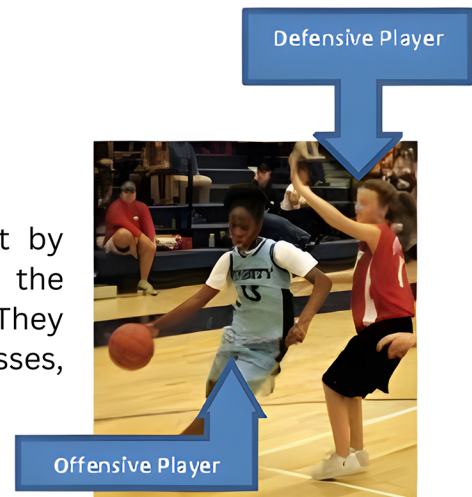 Defensive Player
t by
the
They
sses,
Offensive Player